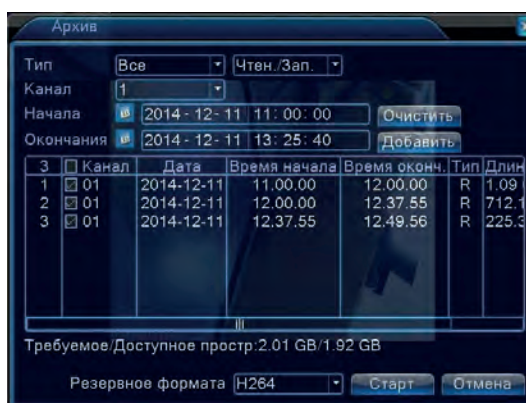 Архив
Тип Все Чтен./Зап.
Канал 1
Начала 2014-12-11 11:00:00 Очистить
Окончания 2014-12-11 13:25:40 Добавить
3 Канал Дата Время начала Время оконч. Тип Длин
1 01 2014-12-11 11.00.00 12.00.00 R 1.09
2 01 2014-12-11 12.00.00 12.37.55 R 712.1
3 01 2014-12-11 12.37.55 12.49.56 R 225.3
Требуемое/Доступное простр:2.01 GB/1.92 GB
Резервное формата H264 Старт Отмена